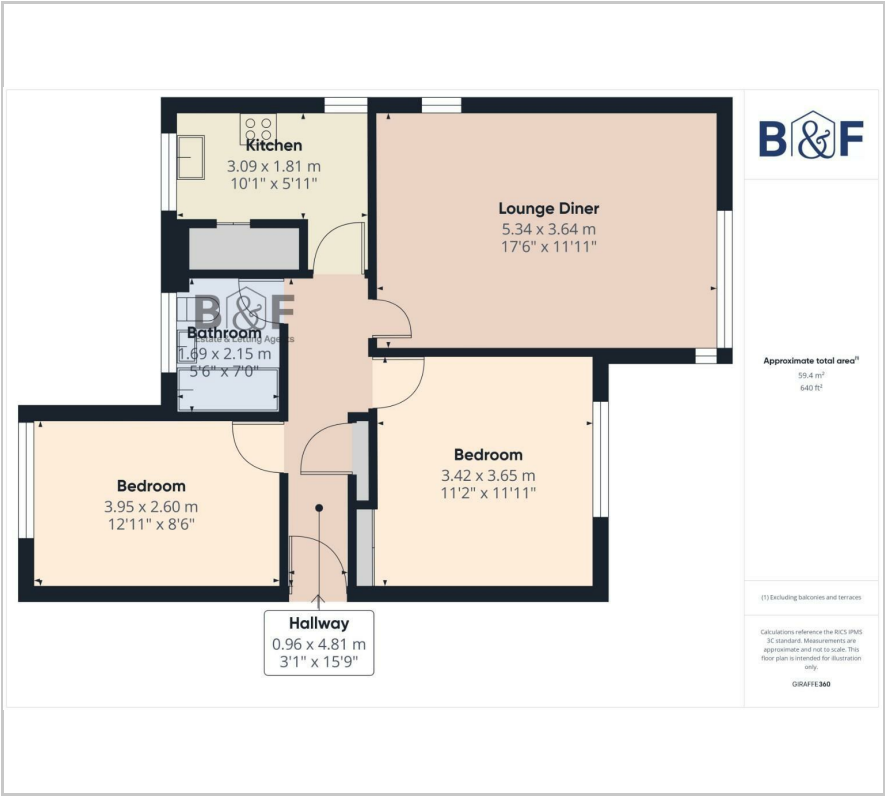 Kitchen
3.09 x 1.81 m
10'1" x 5'11"
Lounge Diner
5.34 x 3.64 m
17'6" x 11'11"
B&F
Estate & Letting Agents
Bathroom
1.69 x 2.15 m
5'6" x 7'0"
Bedroom
3.95 x 2.60 m
12'11" x 8'6"
Bedroom
3.42 x 3.65 m
11'2" x 11'11"
Hallway
0.96 x 4.81 m
3'1" x 15'9"
B&F
Approximate total area⁽¹⁾
59.4 m²
640 ft²
(1) Excluding balconies and terraces
Calculations reference the RICS IPMS
3C standard. Measurements are
approximate and not to scale. This
floor plan is intended for illustration
only.
GIRAFFE360